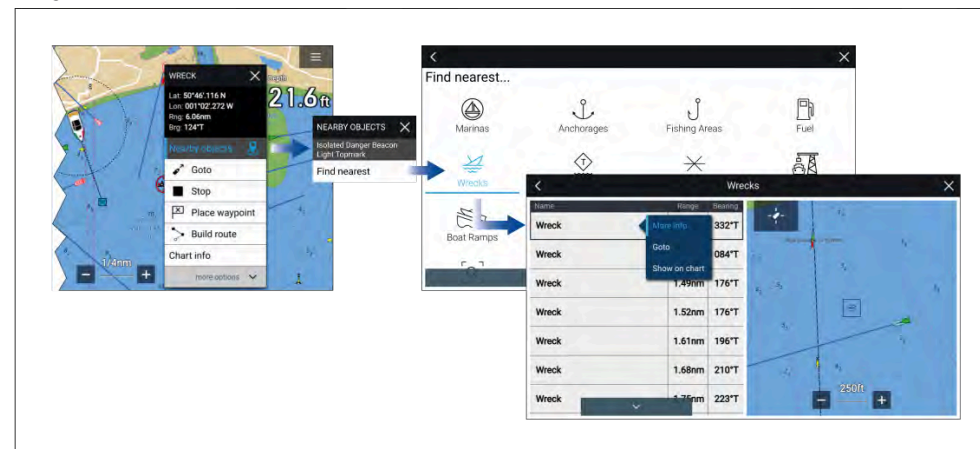 WRECK
Lat: 50°46'.116 N
Lon: 001°02'.272 W
Rng: 6.06nm
Brg: 124°T
Nearby objects
Goto
Stop
Place waypoint
Build route
Chart info
more options
Depth
21.6ft
1/4nm
NEARBY OBJECTS
Isolated Danger Beacon
Light Topmark
Find nearest
Find nearest...
Marinas
Anchorages
Fishing Areas
Fuel
Wrecks
Boat Ramps
Wrecks
Name Range Bearing
Wreck 332°T
More info
Goto
Show on chart
Wreck 084°T
Wreck 1.49nm 176°T
Wreck 1.52nm 176°T
Wreck 1.61nm 196°T
Wreck 1.68nm 210°T
Wreck 1.75nm 223°T
250ft